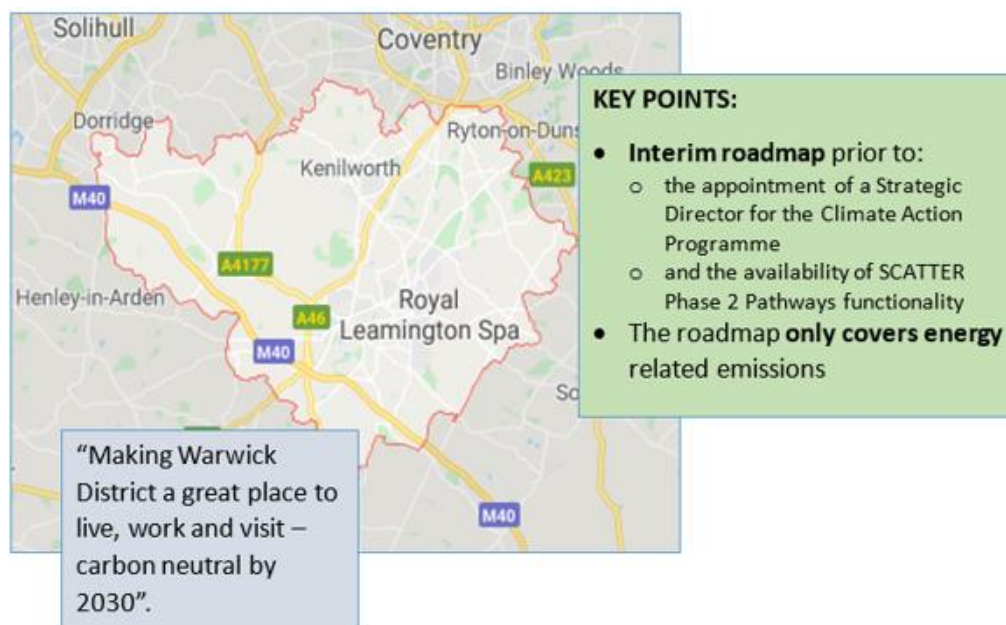 Solihull
Coventry
Binley Woods
Dorridge
Ryton-on-Duns
Kenilworth
A423
M40
A4177
Henley-in-Arden
Royal
Leamington Spa
A46
M40
So
M40
KEY POINTS:
• Interim roadmap prior to:
o the appointment of a Strategic
Director for the Climate Action
Programme
o and the availability of SCATTER
Phase 2 Pathways functionality
• The roadmap only covers energy
related emissions
“Making Warwick
District a great place to
live, work and visit –
carbon neutral by
2030”.